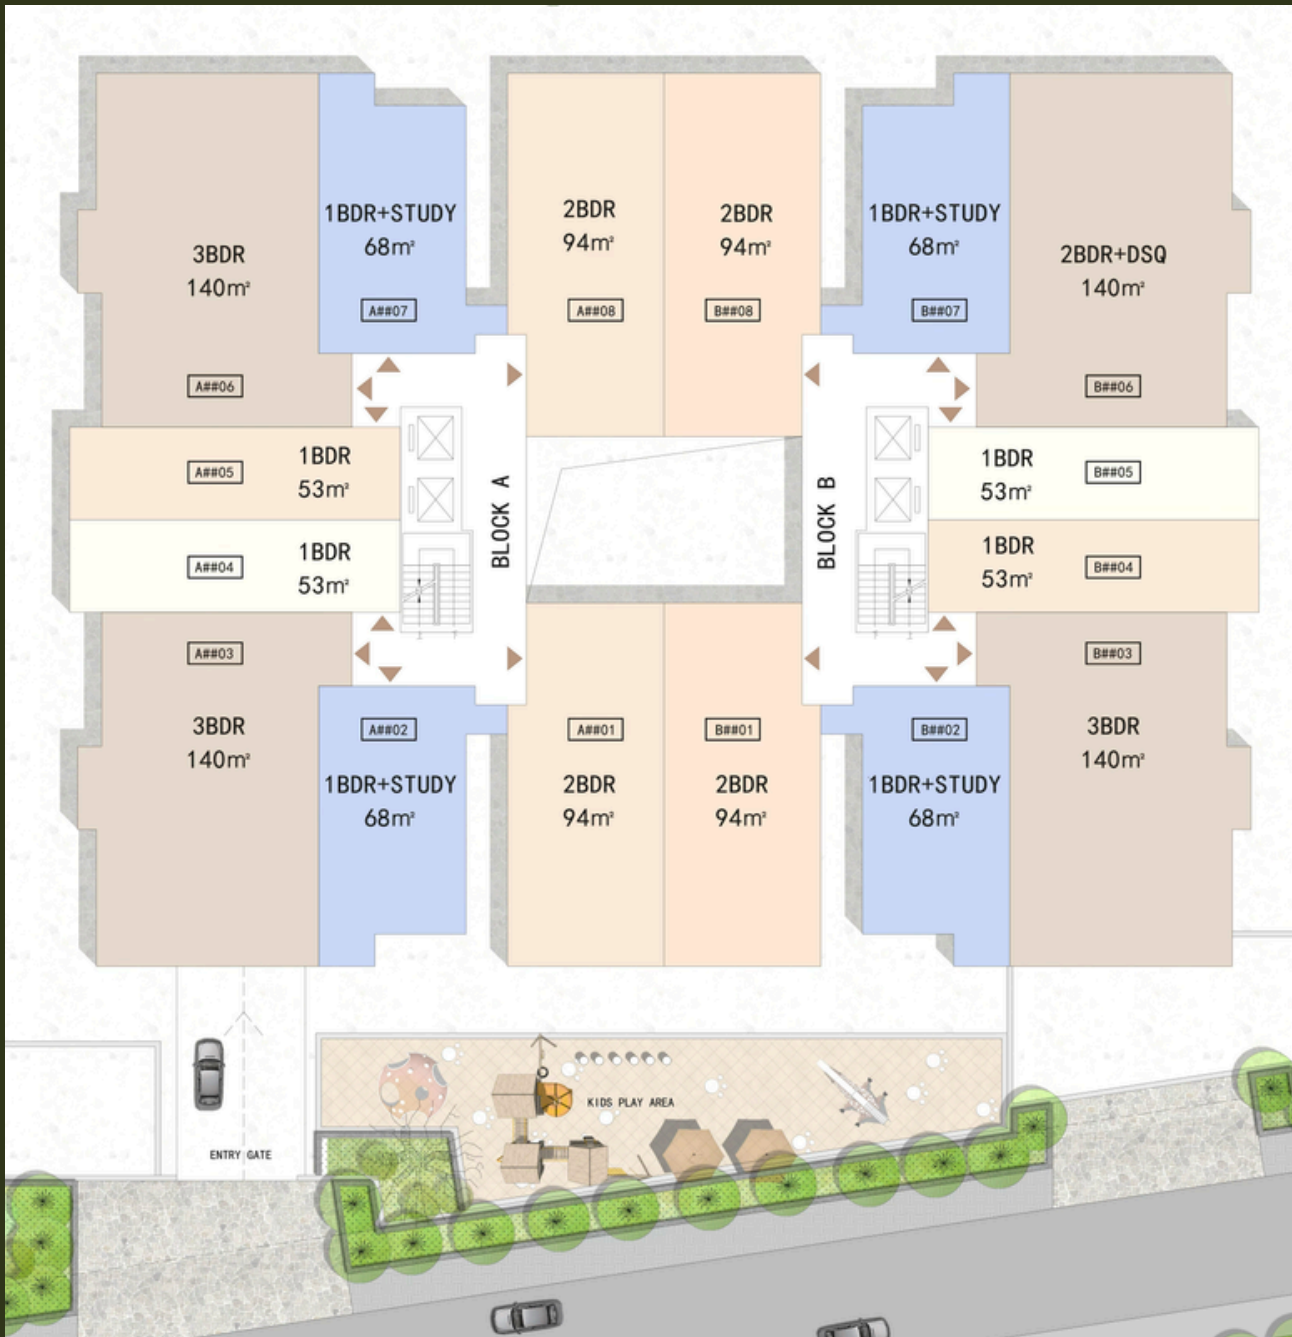 1BDR+STUDY
68㎡
A##07
2BDR
94㎡
A##08
2BDR
94㎡
B##08
1BDR+STUDY
68㎡
B##07
3BDR
140㎡
A##06
2BDR+DSQ
140㎡
B##06
A##05
1BDR
53㎡
BLOCK A
BLOCK B
1BDR
53㎡
B##05
A##04
1BDR
53㎡
1BDR
53㎡
B##04
A##03
3BDR
140㎡
A##02
1BDR+STUDY
68㎡
A##01
2BDR
94㎡
B##01
2BDR
94㎡
B##02
1BDR+STUDY
68㎡
B##03
3BDR
140㎡
KIDS PLAY AREA
ENTRY GATE